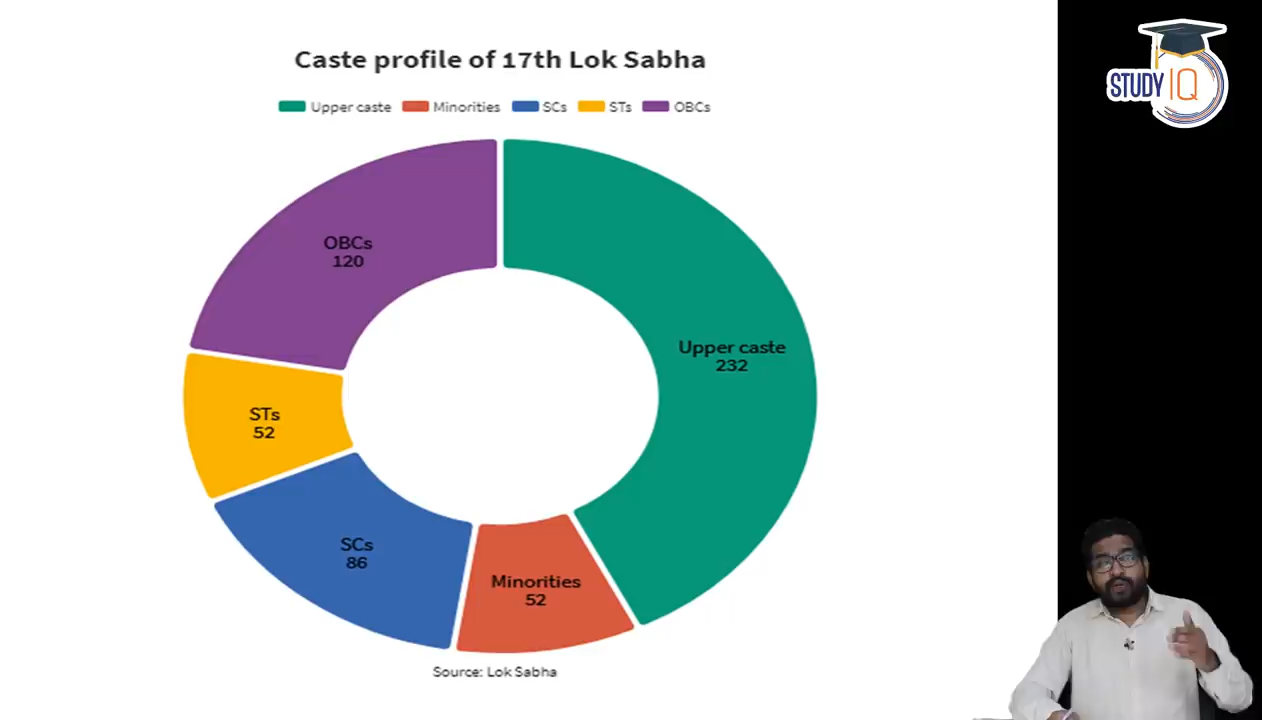 Caste profile of 17th Lok Sabha
Upper caste Minorities SCs STs OBCs
STUDY IQ
OBCs
120
Upper caste
232
STs
52
SCs
86
Minorities
52
Source: Lok Sabha